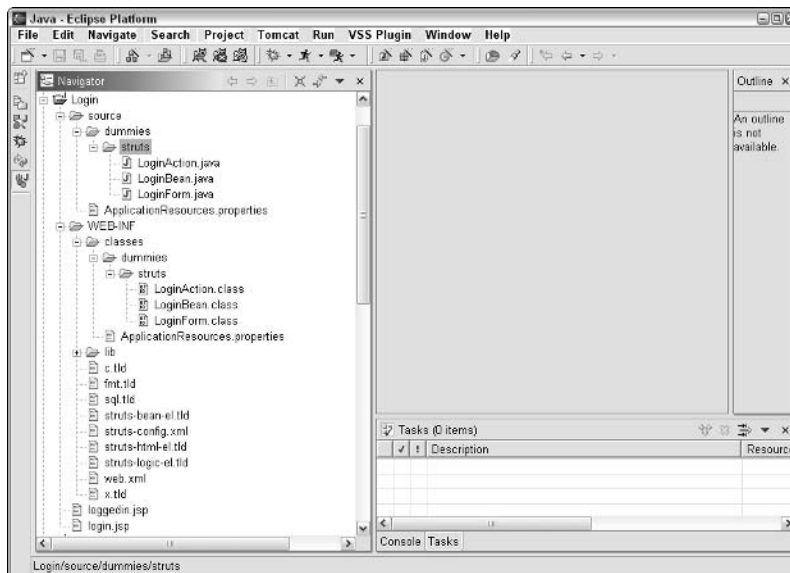 Java - Eclipse Platform
File Edit Navigate Search Project Tomcat Run VSS Plugin Window Help
Navigator
Login
source
dummies
struts
LoginAction.java
LoginBean.java
LoginForm.java
ApplicationResources.properties
WEB-INF
classes
dummies
struts
LoginAction.class
LoginBean.class
LoginForm.class
ApplicationResources.properties
lib
c.tld
fmt.tld
sql.tld
struts-bean-el.tld
struts-config.xml
struts-html-el.tld
struts-logic-el.tld
web.xml
x.tld
loggedin.jsp
login.jsp
Outline
An outline
is not
available.
Tasks (0 items)
✓ ! Description Resource
Console Tasks
Login/source/dummies/struts